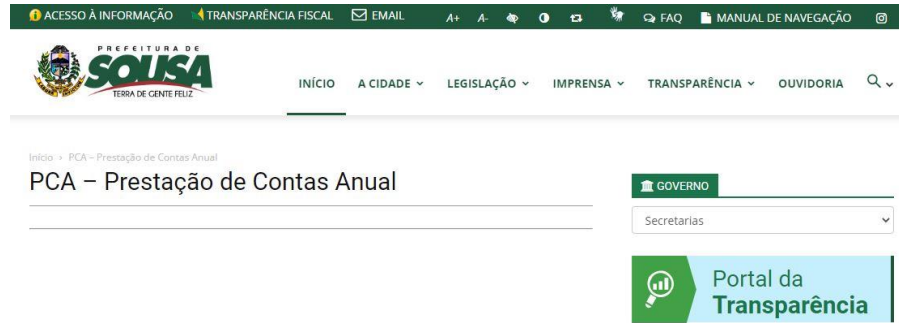 ACESSO À INFORMAÇÃO TRANSPARÊNCIA FISCAL EMAIL A+ A- FAQ MANUAL DE NAVEGAÇÃO
PREFEITURA DE
SOUSA
TERRA DE GENTE FELIZ
INÍCIO A CIDADE LEGISLAÇÃO IMPRENSA TRANSPARÊNCIA OUVIDORIA
Início › PCA – Prestação de Contas Anual
PCA – Prestação de Contas Anual
GOVERNO
Secretarias
Portal da
Transparência